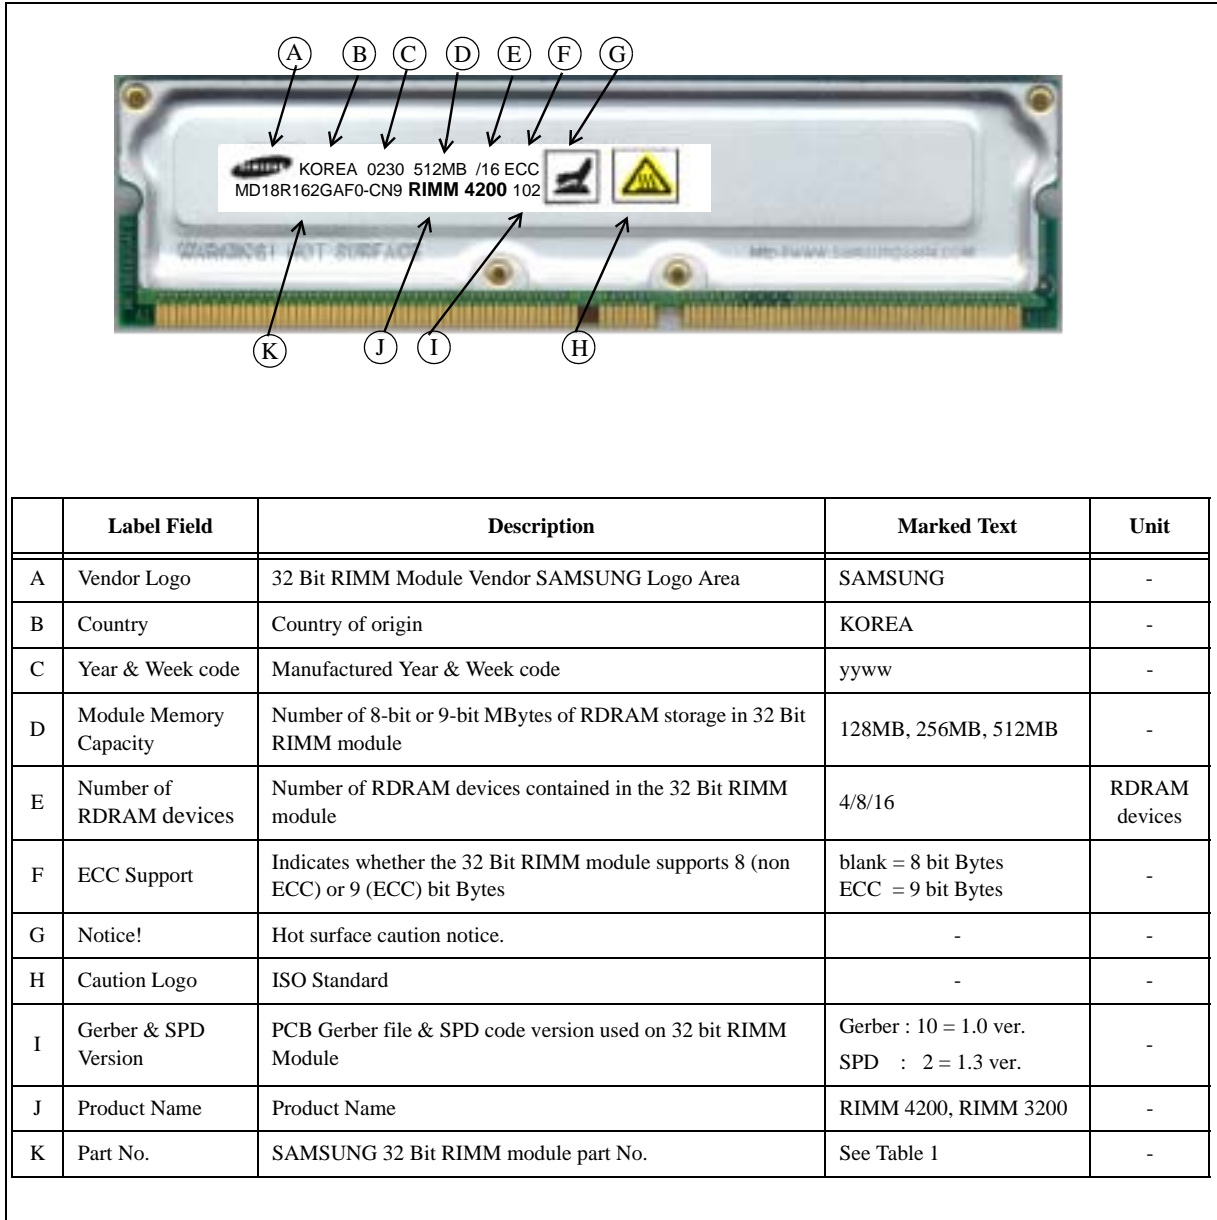 A B C D E F G
SAMSUNG KOREA 0230 512MB /16 ECC
MD18R162GAF0-CN9 RIMM 4200 102
WARNING! HOT SURFACE
K J I H
Label Field Description Marked Text Unit
A Vendor Logo 32 Bit RIMM Module Vendor SAMSUNG Logo Area SAMSUNG -
B Country Country of origin KOREA -
C Year & Week code Manufactured Year & Week code yyww -
D Module Memory Capacity Number of 8-bit or 9-bit MBytes of RDRAM storage in 32 Bit RIMM module 128MB, 256MB, 512MB -
E Number of RDRAM devices Number of RDRAM devices contained in the 32 Bit RIMM module 4/8/16 RDRAM devices
F ECC Support Indicates whether the 32 Bit RIMM module supports 8 (non ECC) or 9 (ECC) bit Bytes blank = 8 bit Bytes ECC = 9 bit Bytes -
G Notice! Hot surface caution notice. - -
H Caution Logo ISO Standard - -
I Gerber & SPD Version PCB Gerber file & SPD code version used on 32 bit RIMM Module Gerber : 10 = 1.0 ver. SPD : 2 = 1.3 ver. -
J Product Name Product Name RIMM 4200, RIMM 3200 -
K Part No. SAMSUNG 32 Bit RIMM module part No. See Table 1 -